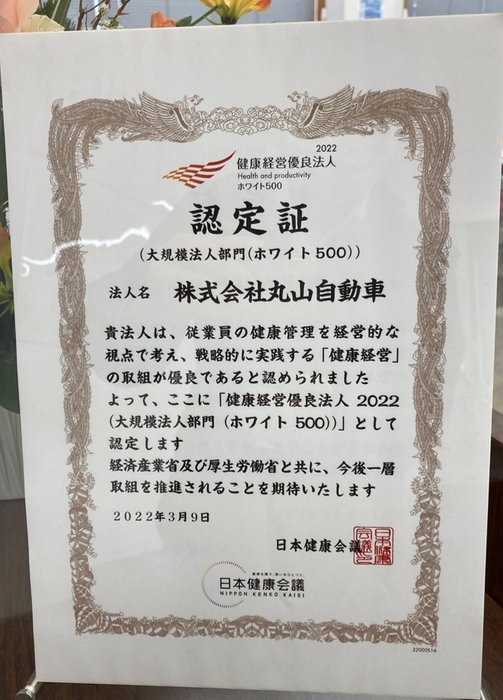 2022
健康経営優良法人
Health and productivity
ホワイト500
認定証
(大規模法人部門(ホワイト500))
法人名 株式会社丸山自動車
貴法人は、従業員の健康管理を経営的な
視点で考え、戦略的に実践する「健康経営」
の取組が優良であると認められました
よって、ここに「健康経営優良法人 2022
(大規模法人部門(ホワイト 500))」として
認定します
経済産業省及び厚生労働省と共に、今後一層
取組を推進されることを期待いたします
2022年3月9日
日本健康会議
日本健康会議
NIPPON KENKO KAIGI
22000514